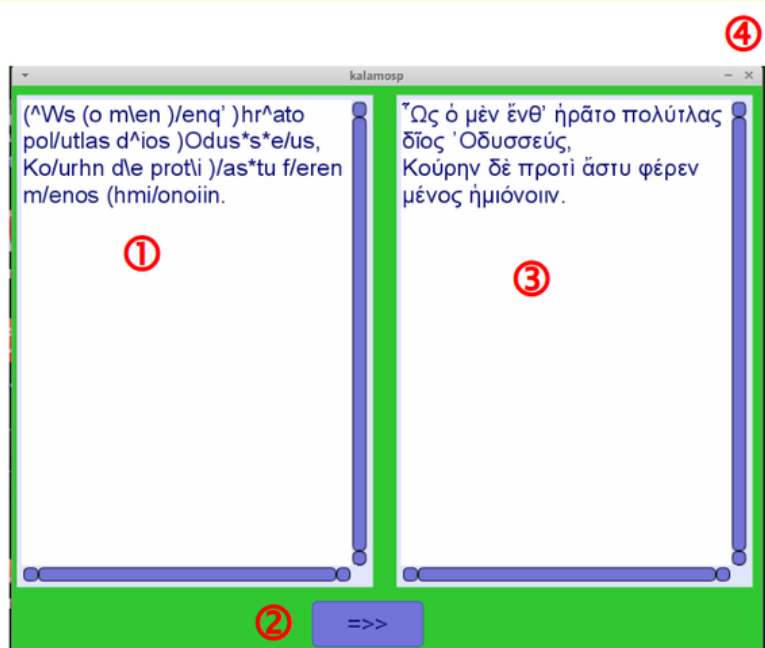 ④
kalamosp
(^Ws (o m\en )/enq’ )hr^ato
pol/utlas d^ios )Odus*s*e/us,
Ko/urhn d\e prot\i )/as*tu f/eren
m/enos (hmi/onoiin.
①
Ὧς ὁ μὲν ἔνθ’ ἠρᾶτο πολύτλας
δῖος Ὀδυσσεύς,
Κούρην δὲ προτὶ ἄστυ φέρεν
μένος ἡμιόνοιιν.
③
②
=>>